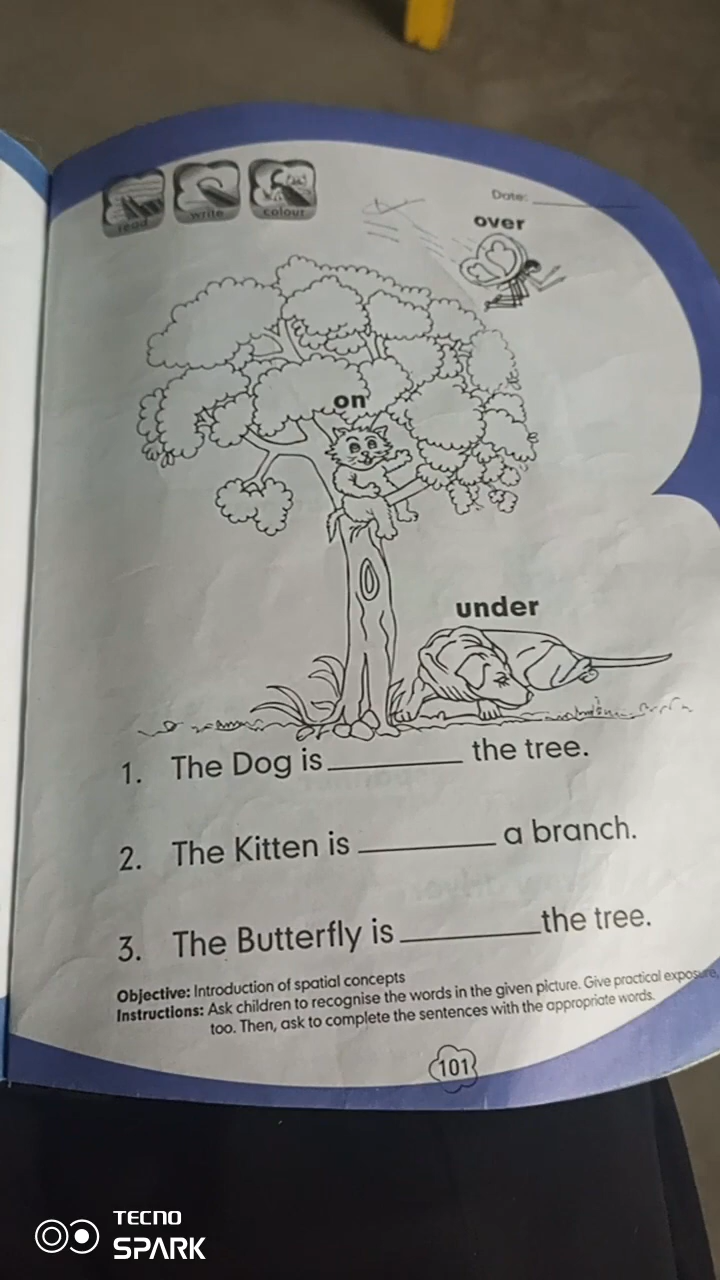 read write colour
Date:
over
on
under
1. The Dog is ________ the tree.
2. The Kitten is ________ a branch.
3. The Butterfly is ________ the tree.
Objective: Introduction of spatial concepts
Instructions: Ask children to recognise the words in the given picture. Give practical exposure,
too. Then, ask to complete the sentences with the appropriate words.
101
TECNO
SPARK